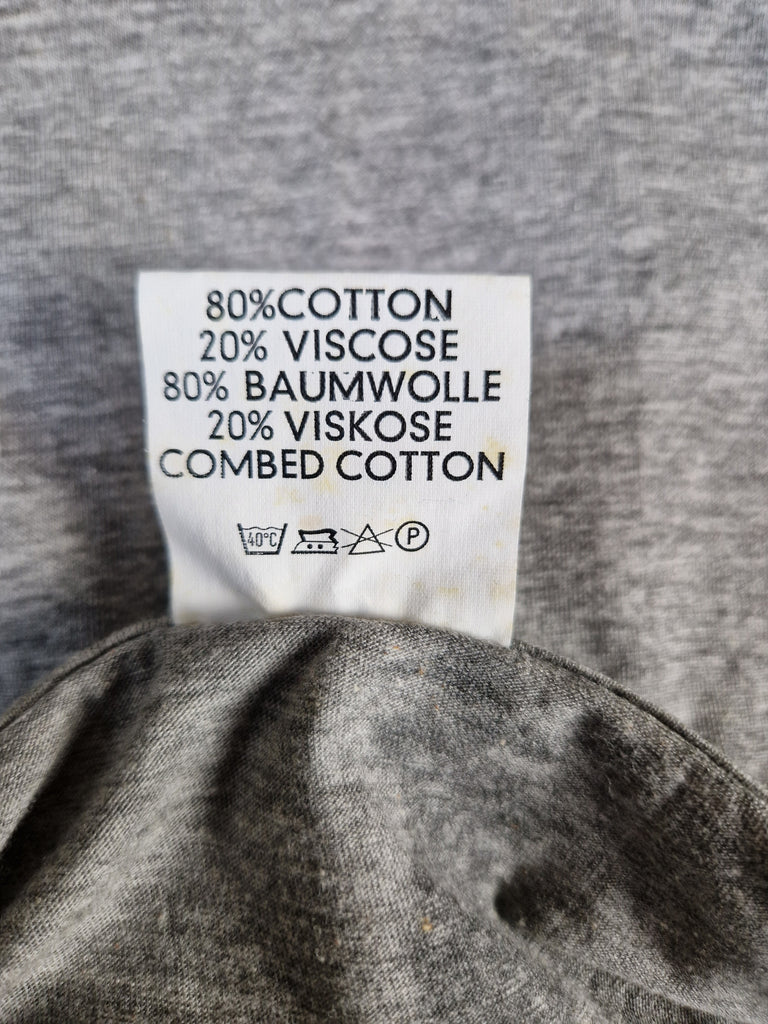 80%COTTON
20% VISCOSE
80% BAUMWOLLE
20% VISKOSE
COMBED COTTON
40°C P